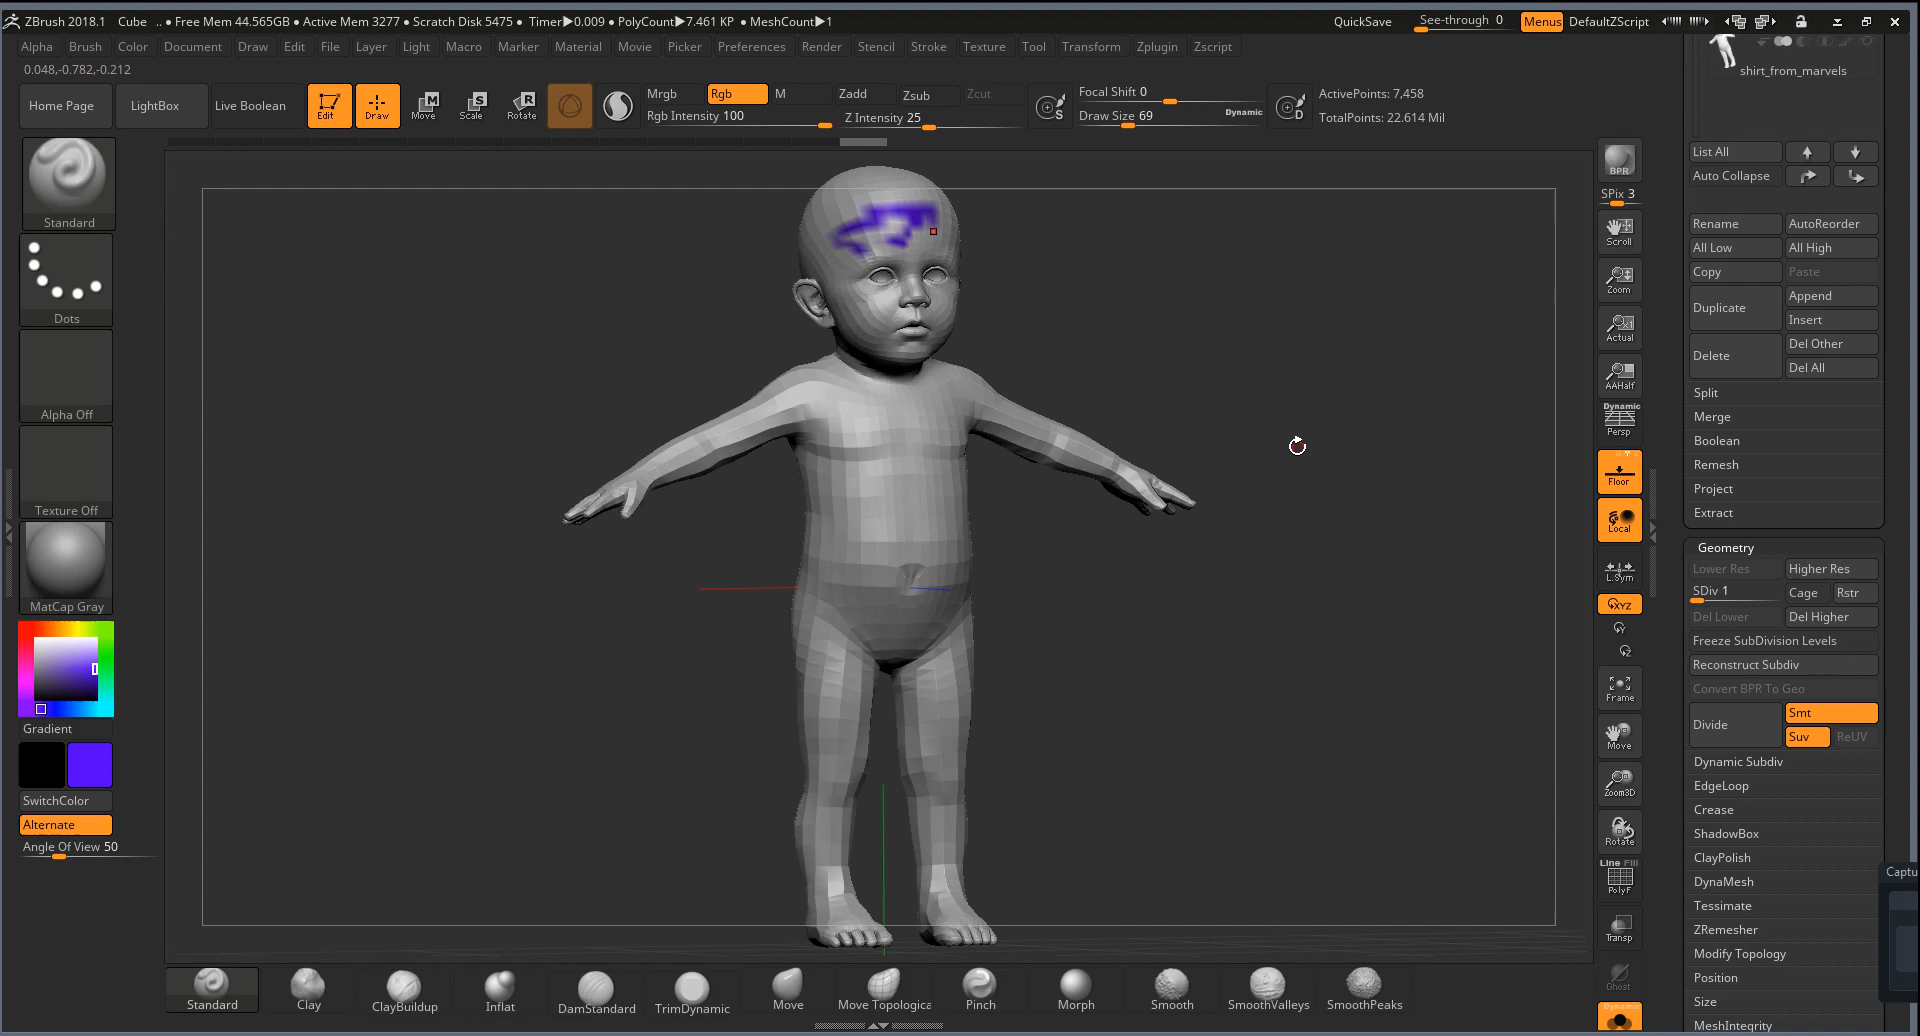 ZBrush 2018.1 Cube .. • Free Mem 44.565GB • Active Mem 3277 • Scratch Disk 5475 • Timer▶0.009 • PolyCount▶7.461 KP • MeshCount▶1 QuickSave See-through 0 Menus DefaultZScript
Alpha Brush Color Document Draw Edit File Layer Light Macro Marker Material Movie Picker Preferences Render Stencil Stroke Texture Tool Transform Zplugin Zscript
0.048,-0.782,-0.212
Home Page LightBox Live Boolean Edit Draw Move Scale Rotate
M S R
Mrgb Rgb M Zadd Zsub Zcut
Rgb Intensity 100 Z Intensity 25
S Focal Shift 0
Draw Size 69 Dynamic
D ActivePoints: 7,458
TotalPoints: 22.614 Mil
Standard
Dots
Alpha Off
Texture Off
MatCap Gray
Gradient
SwitchColor
Alternate
Angle Of View 50
BPR
SPix 3
Scroll
Zoom
Actual
AAHalf
Dynamic
Persp
Floor
Local
L.Sym
XYZ
Y
Z
Frame
Move
Zoom3D
Rotate
Line Fill
PolyF
Transp
Ghost
Dynamic
shirt_from_marvels
List All
Auto Collapse
Rename AutoReorder
All Low All High
Copy Paste
Duplicate Append
Insert
Delete Del Other
Del All
Split
Merge
Boolean
Remesh
Project
Extract
Geometry
Lower Res Higher Res
SDiv 1 Cage Rstr
Del Lower Del Higher
Freeze SubDivision Levels
Reconstruct Subdiv
Convert BPR To Geo
Divide Smt
Suv ReUV
Dynamic Subdiv
EdgeLoop
Crease
ShadowBox
ClayPolish
DynaMesh
Tessimate
ZRemesher
Modify Topology
Position
Size
MeshIntegrity
Captu
Standard Clay ClayBuildup Inflat DamStandard TrimDynamic Move Move Topologica Pinch Morph Smooth SmoothValleys SmoothPeaks